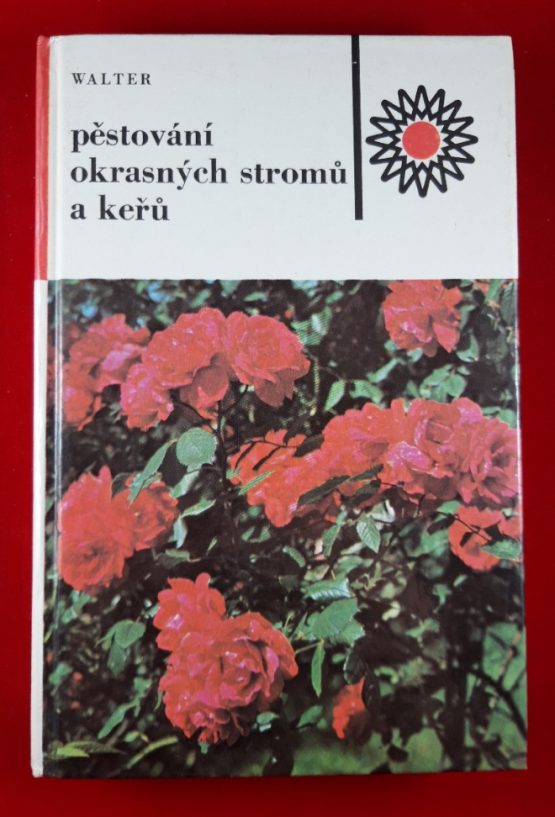 WALTER
pěstování
okrasných stromů
a keřů